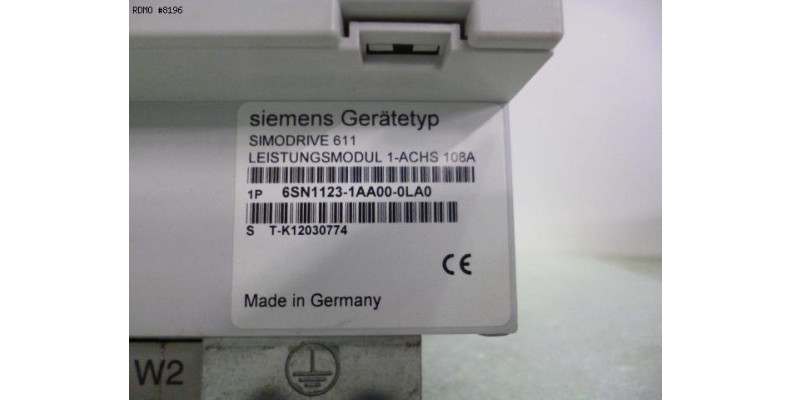 RDMO #8196
siemens Gerätetyp
SIMODRIVE 611
LEISTUNGSMODUL 1-ACHS 108A
1P 6SN1123-1AA00-0LA0
S T-K12030774
CE
Made in Germany
W2